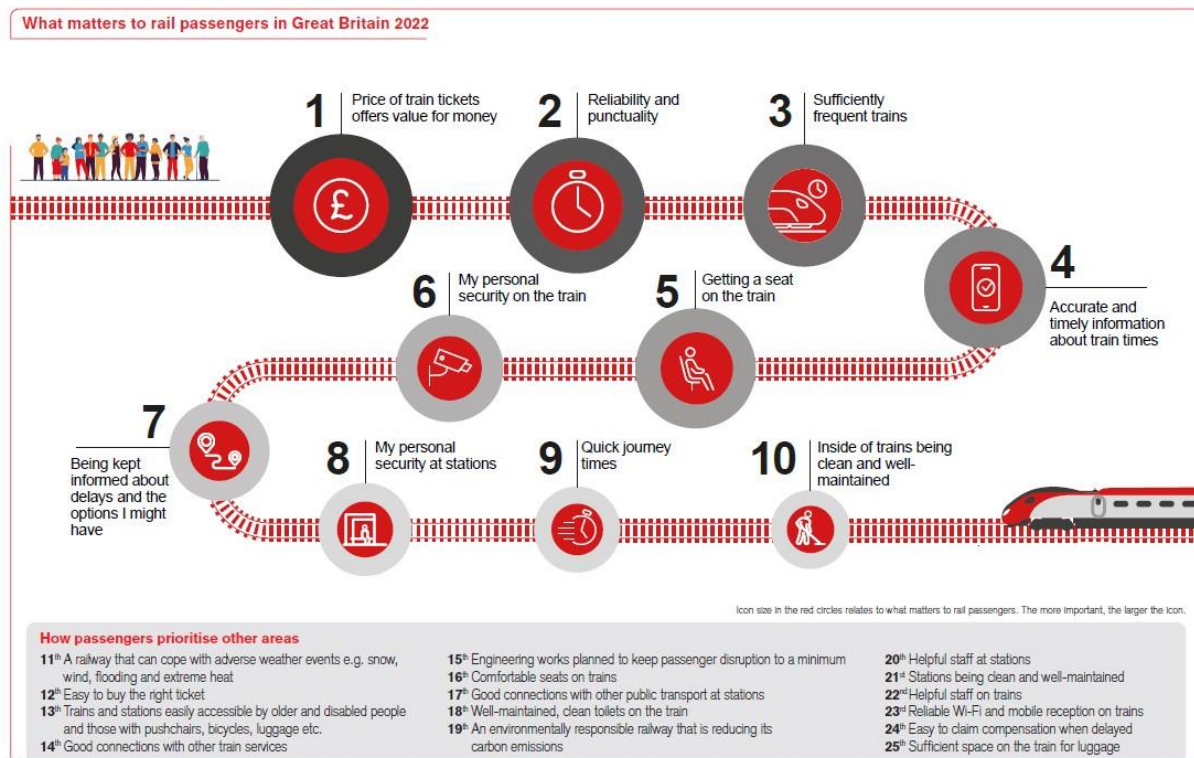 What matters to rail passengers in Great Britain 2022
1
Price of train tickets
offers value for money
2
Reliability and
punctuality
3
Sufficiently
frequent trains
4
Accurate and
timely information
about train times
5
Getting a seat
on the train
6
My personal
security on the train
7
Being kept
informed about
delays and the
options I might
have
8
My personal
security at stations
9
Quick journey
times
10
Inside of trains being
clean and well-
maintained
£
Icon size in the red circles relates to what matters to rail passengers. The more important, the larger the icon.
How passengers prioritise other areas
11th A railway that can cope with adverse weather events e.g. snow,
wind, flooding and extreme heat
12th Easy to buy the right ticket
13th Trains and stations easily accessible by older and disabled people
and those with pushchairs, bicycles, luggage etc.
14th Good connections with other train services
15th Engineering works planned to keep passenger disruption to a minimum
16th Comfortable seats on trains
17th Good connections with other public transport at stations
18th Well-maintained, clean toilets on the train
19th An environmentally responsible railway that is reducing its
carbon emissions
20th Helpful staff at stations
21st Stations being clean and well-maintained
22nd Helpful staff on trains
23rd Reliable Wi-Fi and mobile reception on trains
24th Easy to claim compensation when delayed
25th Sufficient space on the train for luggage